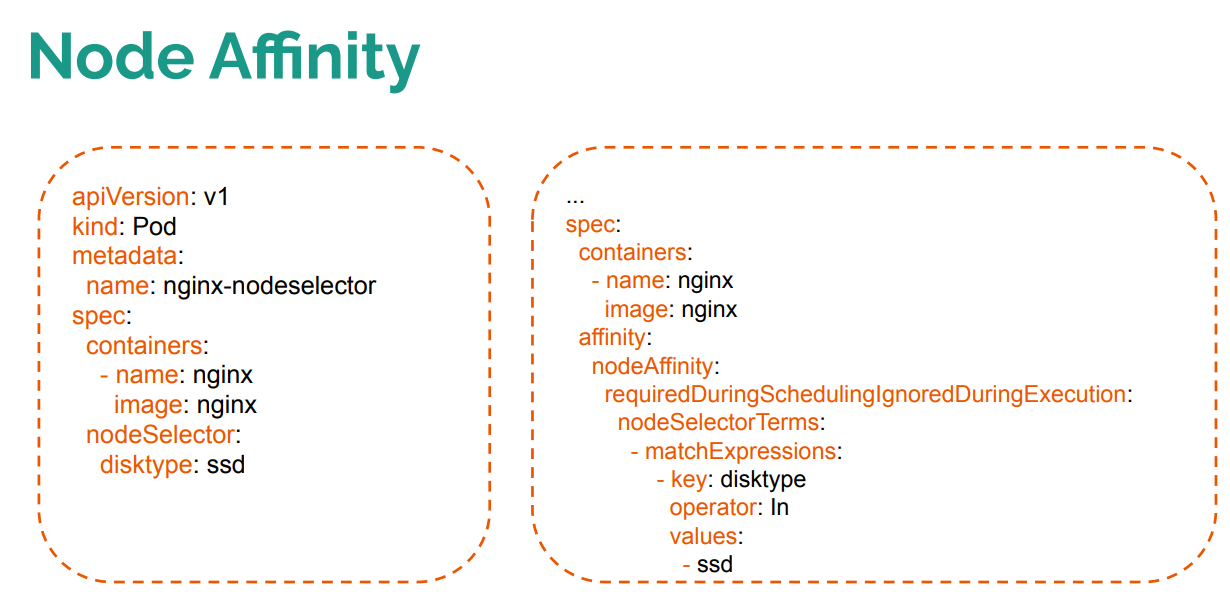 Node Affinity
apiVersion: v1
kind: Pod
metadata:
  name: nginx-nodeselector
spec:
  containers:
  - name: nginx
    image: nginx
  nodeSelector:
    disktype: ssd
...
spec:
  containers:
  - name: nginx
    image: nginx
  affinity:
    nodeAffinity:
      requiredDuringSchedulingIgnoredDuringExecution:
        nodeSelectorTerms:
        - matchExpressions:
          - key: disktype
            operator: In
            values:
            - ssd